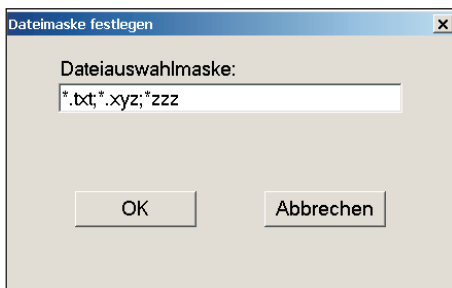 Dateimaske festlegen
Dateiauswahlmaske:
*.txt;*.xyz;*zzz
OK Abbrechen